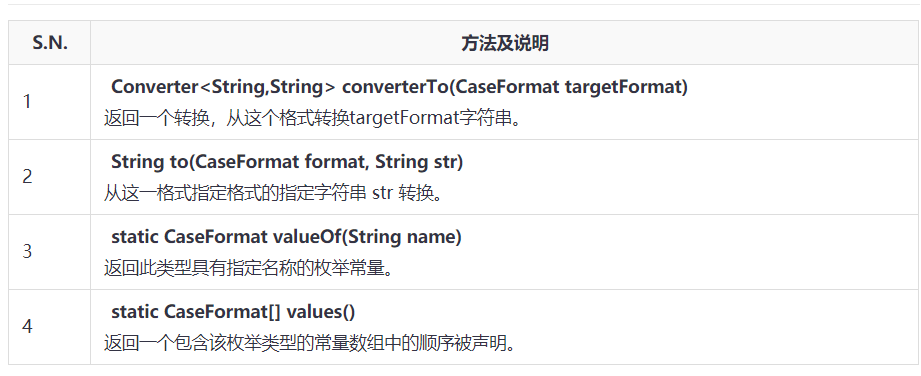 S.N. 方法及说明
1 Converter<String,String> converterTo(CaseFormat targetFormat)
返回一个转换，从这个格式转换targetFormat字符串。
2 String to(CaseFormat format, String str)
从这一格式指定格式的指定字符串 str 转换。
3 static CaseFormat valueOf(String name)
返回此类型具有指定名称的枚举常量。
4 static CaseFormat[] values()
返回一个包含该枚举类型的常量数组中的顺序被声明。